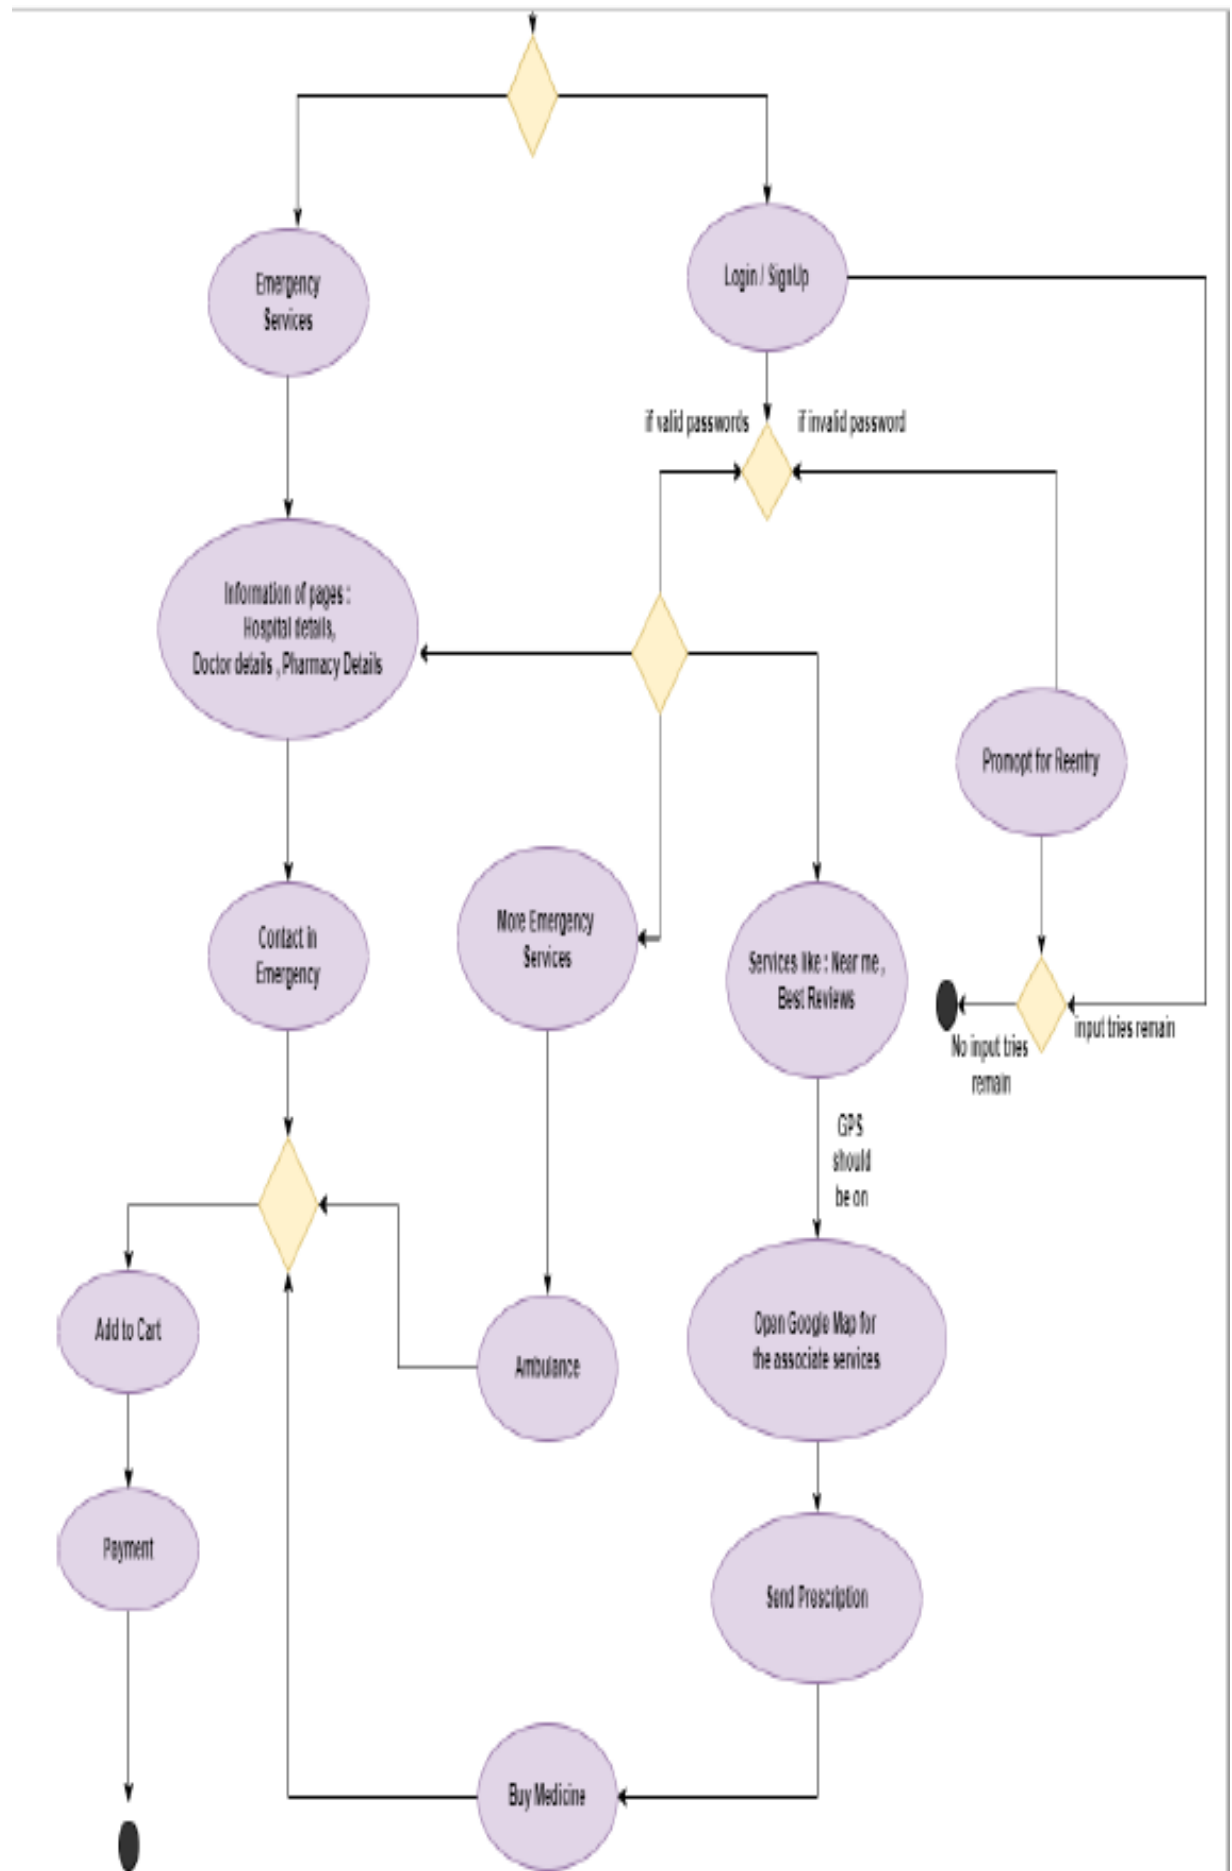 Emergency
Services
Login / SignUp
if valid passwords
if invalid password
Information of pages :
Hospital details,
Doctor details , Pharmacy Details
Promopt for Reentry
Contact in
Emergency
More Emergency
Services
Services like : Near me ,
Best Reviews
input tries remain
No input tries
remain
GPS
should
be on
Add to Cart
Ambulance
Open Google Map for
the associate services
Payment
Send Prescription
Buy Medicine